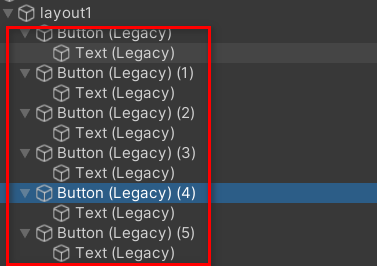 layout1
Button (Legacy)
Text (Legacy)
Button (Legacy) (1)
Text (Legacy)
Button (Legacy) (2)
Text (Legacy)
Button (Legacy) (3)
Text (Legacy)
Button (Legacy) (4)
Text (Legacy)
Button (Legacy) (5)
Text (Legacy)